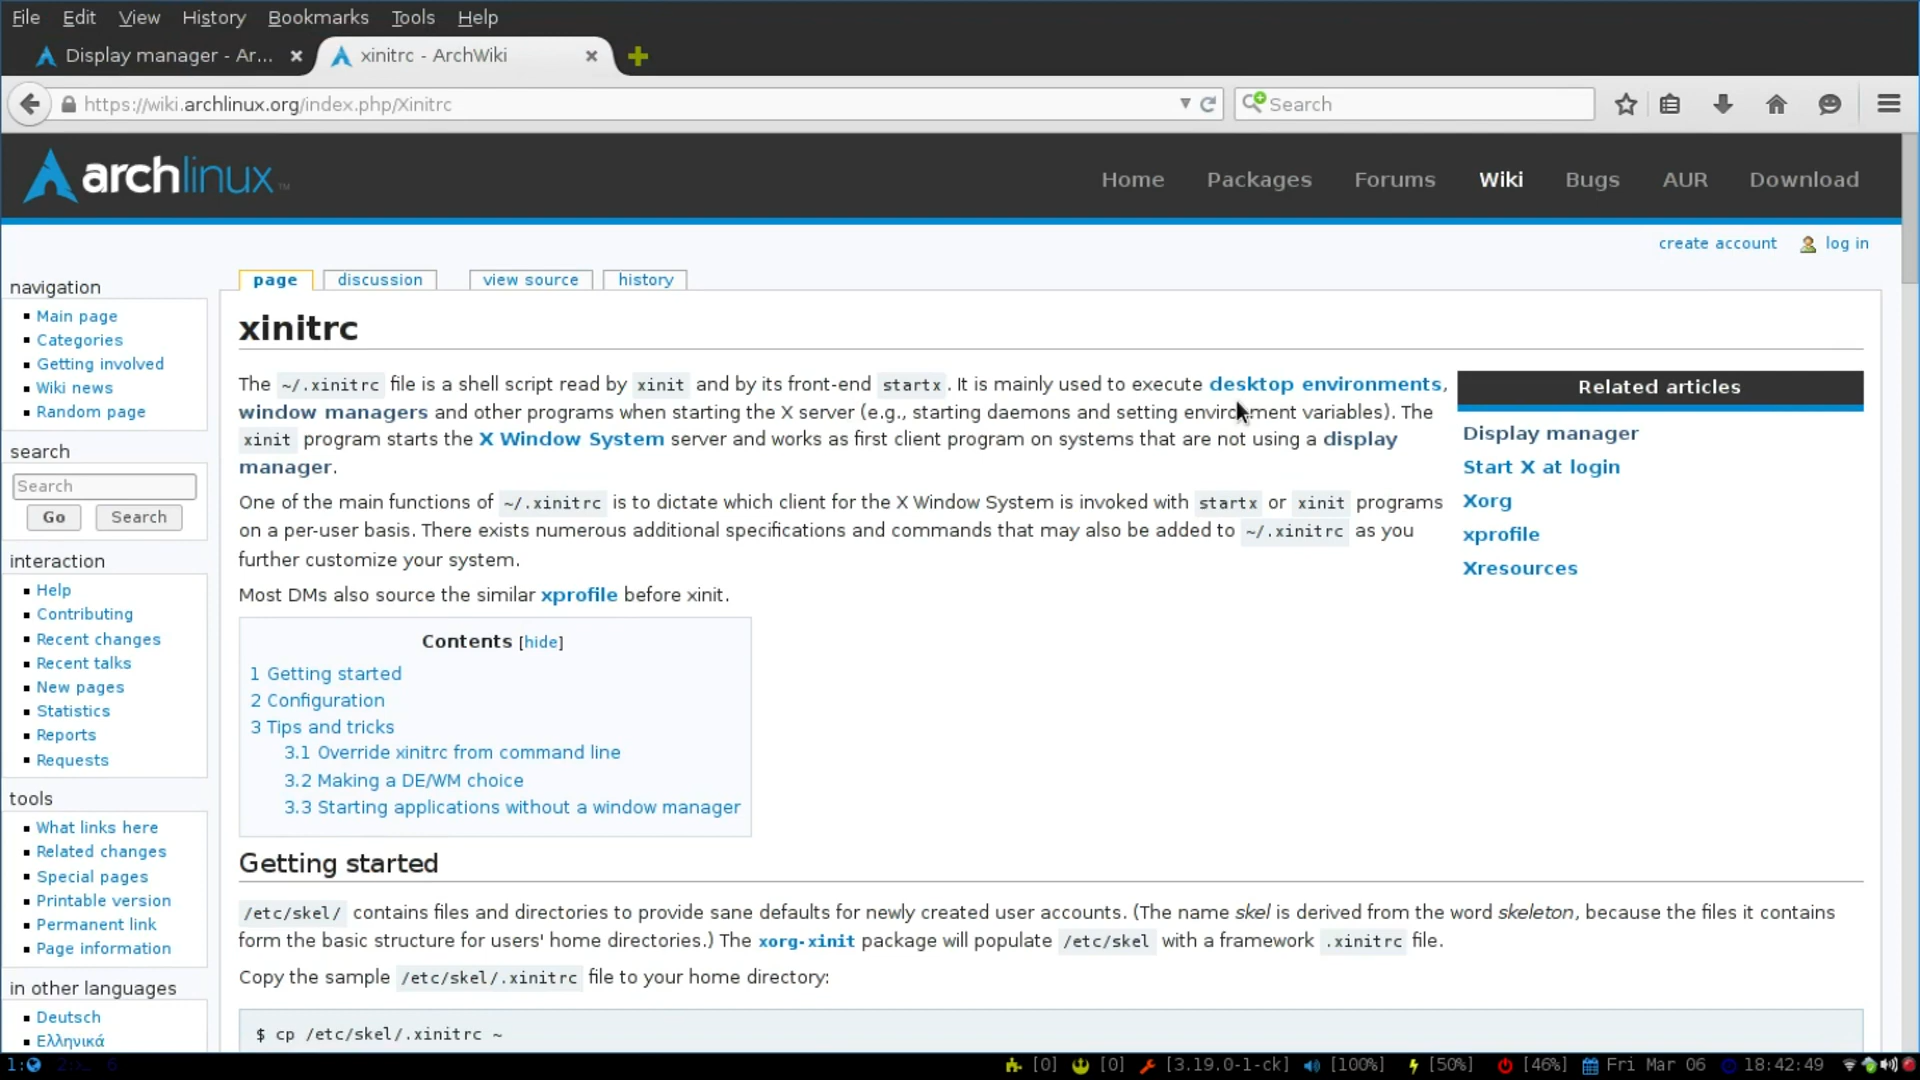 File Edit View History Bookmarks Tools Help
Display manager - Ar... xinitrc - ArchWiki
https://wiki.archlinux.org/index.php/Xinitrc Search
archlinux ™
Home Packages Forums Wiki Bugs AUR Download
create account log in
page discussion view source history
navigation
Main page
Categories
Getting involved
Wiki news
Random page
search
Search
Go Search
interaction
Help
Contributing
Recent changes
Recent talks
New pages
Statistics
Reports
Requests
tools
What links here
Related changes
Special pages
Printable version
Permanent link
Page information
in other languages
Deutsch
Ελληνικά
xinitrc
The ~/.xinitrc file is a shell script read by xinit and by its front-end startx. It is mainly used to execute desktop environments,
window managers and other programs when starting the X server (e.g., starting daemons and setting environment variables). The
xinit program starts the X Window System server and works as first client program on systems that are not using a display
manager.
One of the main functions of ~/.xinitrc is to dictate which client for the X Window System is invoked with startx or xinit programs
on a per-user basis. There exists numerous additional specifications and commands that may also be added to ~/.xinitrc as you
further customize your system.
Most DMs also source the similar xprofile before xinit.
Related articles
Display manager
Start X at login
Xorg
xprofile
Xresources
Contents [hide]
1 Getting started
2 Configuration
3 Tips and tricks
3.1 Override xinitrc from command line
3.2 Making a DE/WM choice
3.3 Starting applications without a window manager
Getting started
/etc/skel/ contains files and directories to provide sane defaults for newly created user accounts. (The name skel is derived from the word skeleton, because the files it contains
form the basic structure for users' home directories.) The xorg-xinit package will populate /etc/skel with a framework .xinitrc file.
Copy the sample /etc/skel/.xinitrc file to your home directory:
$ cp /etc/skel/.xinitrc ~
1: 2: 6 [0] [0] [3.19.0-1-ck] [100%] [50%] [46%] Fri Mar 06 18:42:49